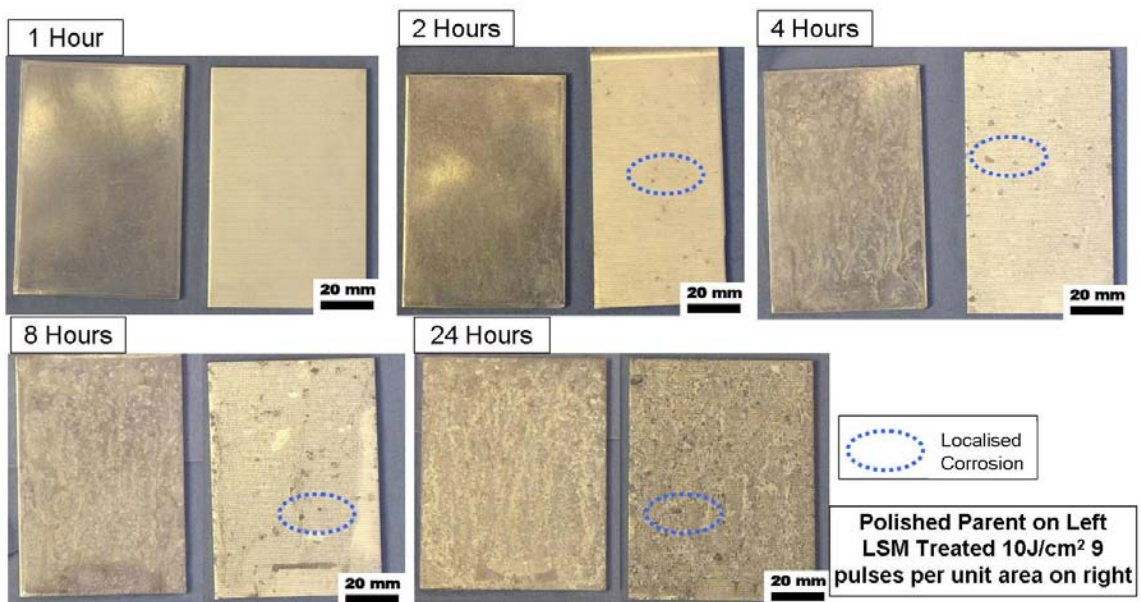 1 Hour
2 Hours
4 Hours
20 mm
20 mm
20 mm
8 Hours
24 Hours
20 mm
20 mm
Localised
Corrosion
Polished Parent on Left
LSM Treated 10J/cm² 9
pulses per unit area on right